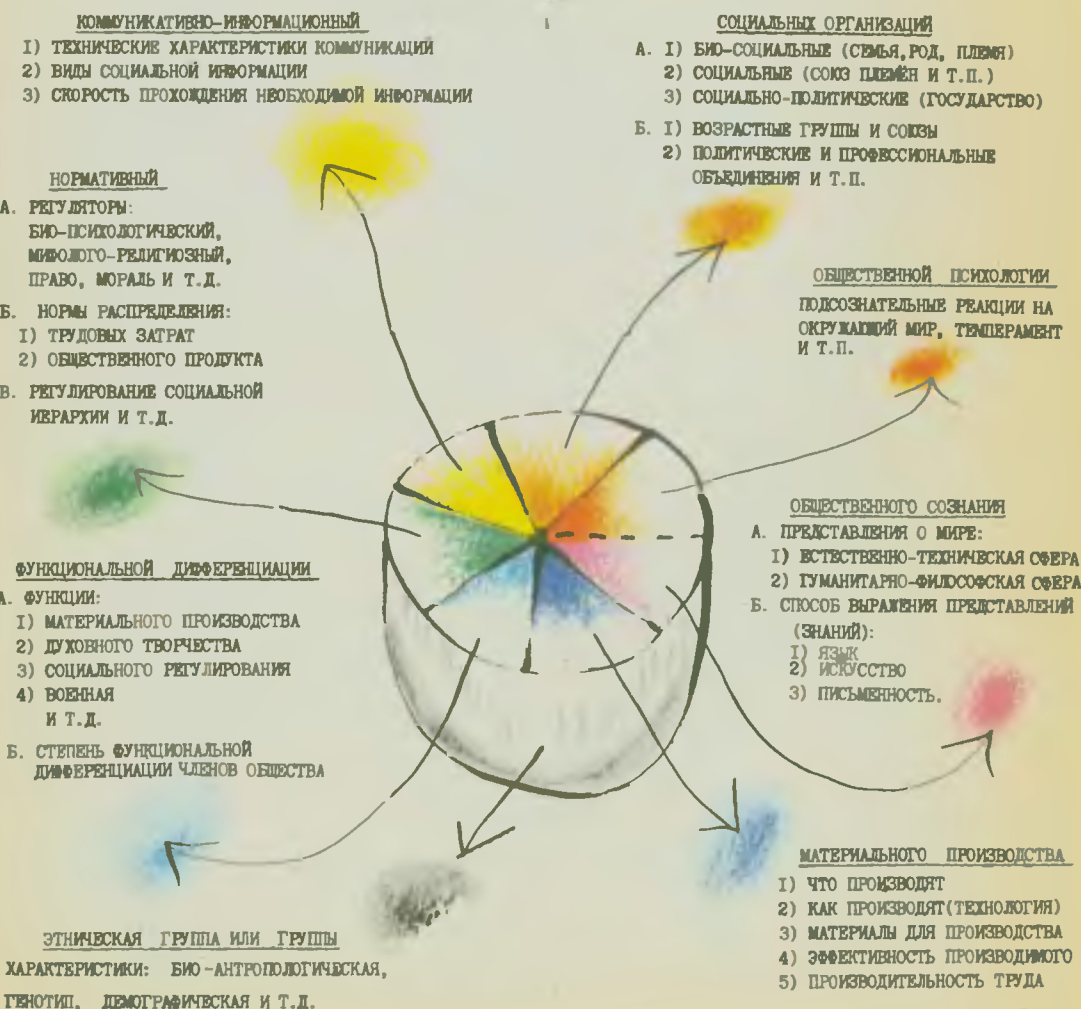 КОММУНИКАТИВНО-ИНФОРМАЦИОННЫЙ
I) ТЕХНИЧЕСКИЕ ХАРАКТЕРИСТИКИ КОММУНИКАЦИИ
2) ВИДЫ СОЦИАЛЬНОЙ ИНФОРМАЦИИ
3) СКОРОСТЬ ПРОХОЖДЕНИЯ НЕОБХОДИМОЙ ИНФОРМАЦИИ
СОЦИАЛЬНЫХ ОРГАНИЗАЦИЙ
А. I) БИО-СОЦИАЛЬНЫЕ (СЕМЬЯ,РОД, ПЛЕМЯ)
2) СОЦИАЛЬНЫЕ (СОЮЗ ПЛЕМЁН И Т.П.)
3) СОЦИАЛЬНО-ПОЛИТИЧЕСКИЕ (ГОСУДАРСТВО)
Б. I) ВОЗРАСТНЫЕ ГРУППЫ И СОЮЗЫ
2) ПОЛИТИЧЕСКИЕ И ПРОФЕССИОНАЛЬНЫЕ
ОБЪЕДИНЕНИЯ И Т.П.
НОРМАТИВНЫЙ
А. РЕГУЛЯТОРЫ:
БИО-ПСИХОЛОГИЧЕСКИЙ,
МИФОЛОГО-РЕЛИГИОЗНЫЙ,
ПРАВО, МОРАЛЬ И Т.Д.
Б. НОРМЫ РАСПРЕДЕЛЕНИЯ:
I) ТРУДОВЫХ ЗАТРАТ
2) ОБЩЕСТВЕННОГО ПРОДУКТА
В. РЕГУЛИРОВАНИЕ СОЦИАЛЬНОЙ
ИЕРАРХИИ И Т.Д.
ОБЩЕСТВЕННОЙ ПСИХОЛОГИИ
ПОДСОЗНАТЕЛЬНЫЕ РЕАКЦИИ НА
ОКРУЖАЮЩИЙ МИР, ТЕМПЕРАМЕНТ
И Т.П.
ОБЩЕСТВЕННОГО СОЗНАНИЯ
А. ПРЕДСТАВЛЕНИЯ О МИРЕ:
I) ЕСТЕСТВЕННО-ТЕХНИЧЕСКАЯ СФЕРА
2) ГУМАНИТАРНО-ФИЛОСОФСКАЯ СФЕРА
Б. СПОСОБ ВЫРАЖЕНИЯ ПРЕДСТАВЛЕНИЙ
(ЗНАНИЙ):
I) ЯЗЫК
2) ИСКУССТВО
3) ПИСЬМЕННОСТЬ.
ФУНКЦИОНАЛЬНОЙ ДИФФЕРЕНЦИАЦИИ
А. ФУНКЦИИ:
I) МАТЕРИАЛЬНОГО ПРОИЗВОДСТВА
2) ДУХОВНОГО ТВОРЧЕСТВА
3) СОЦИАЛЬНОГО РЕГУЛИРОВАНИЯ
4) ВОЕННАЯ
И Т.Д.
Б. СТЕПЕНЬ ФУНКЦИОНАЛЬНОЙ
ДИФФЕРЕНЦИАЦИИ ЧЛЕНОВ ОБЩЕСТВА
МАТЕРИАЛЬНОГО ПРОИЗВОДСТВА
I) ЧТО ПРОИЗВОДЯТ
2) КАК ПРОИЗВОДЯТ(ТЕХНОЛОГИЯ)
3) МАТЕРИАЛЫ ДЛЯ ПРОИЗВОДСТВА
4) ЭФФЕКТИВНОСТЬ ПРОИЗВОДИМОГО
5) ПРОИЗВОДИТЕЛЬНОСТЬ ТРУДА
ЭТНИЧЕСКАЯ ГРУППА ИЛИ ГРУППЫ
ХАРАКТЕРИСТИКИ: БИО-АНТРОПОЛОГИЧЕСКАЯ,
ГЕНОТИП, ДЕМОГРАФИЧЕСКАЯ И Т.Д.